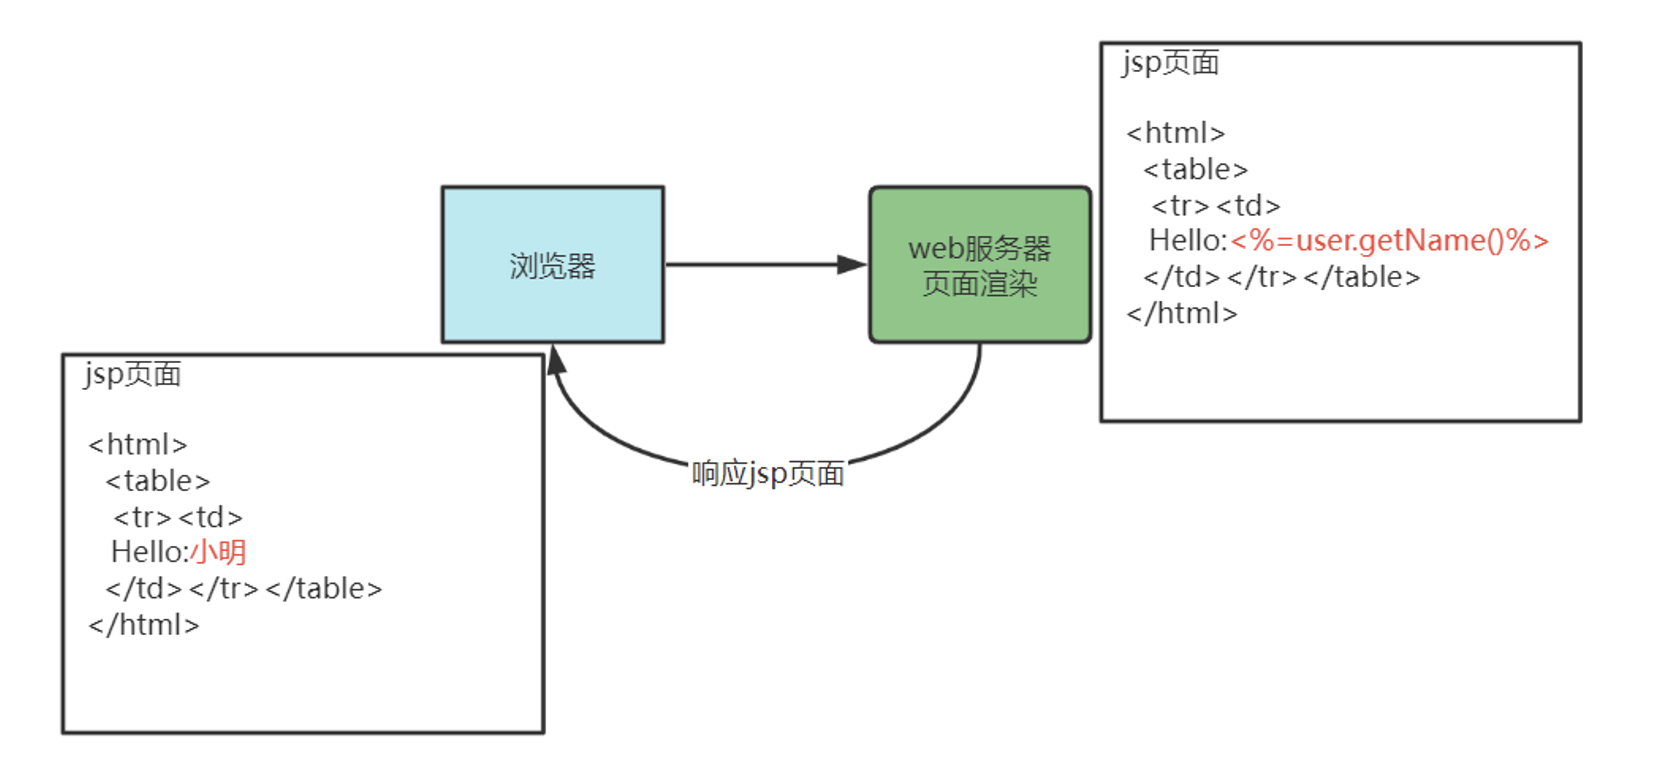 jsp页面
<html>
<table>
<tr><td>
Hello:<%=user.getName()%>
</td></tr></table>
</html>
浏览器
web服务器
页面渲染
响应jsp页面
jsp页面
<html>
<table>
<tr><td>
Hello:小明
</td></tr></table>
</html>